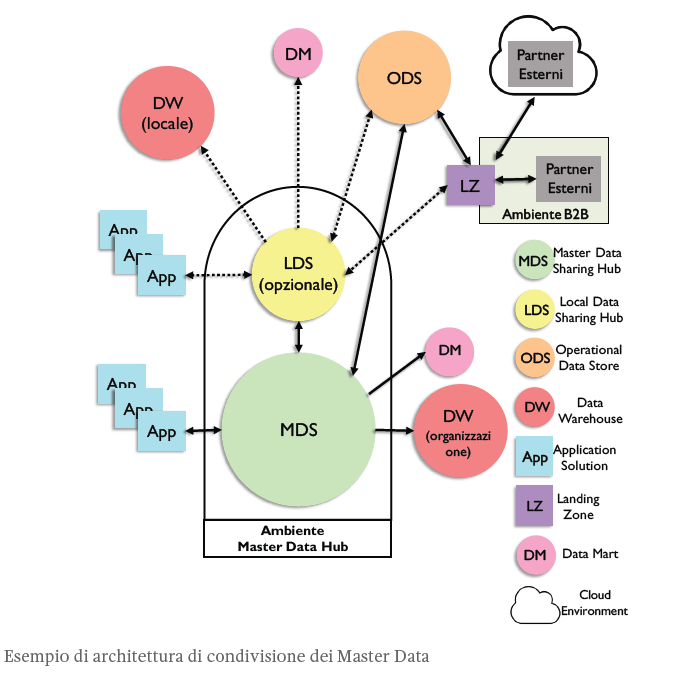 DM
ODS
Partner
Esterni
DW
(locale)
LZ
Partner
Esterni
Ambiente B2B
App
App
App
LDS
(opzionale)
MDS
Master Data
Sharing Hub
LDS
Local Data
Sharing Hub
ODS
Operational
Data Store
DM
App
App
App
MDS
DW
(organizzazi
one)
DW
Data
Warehouse
App
Application
Solution
LZ
Landing
Zone
Ambiente
Master Data Hub
DM
Data Mart
Cloud
Environment
Esempio di architettura di condivisione dei Master Data